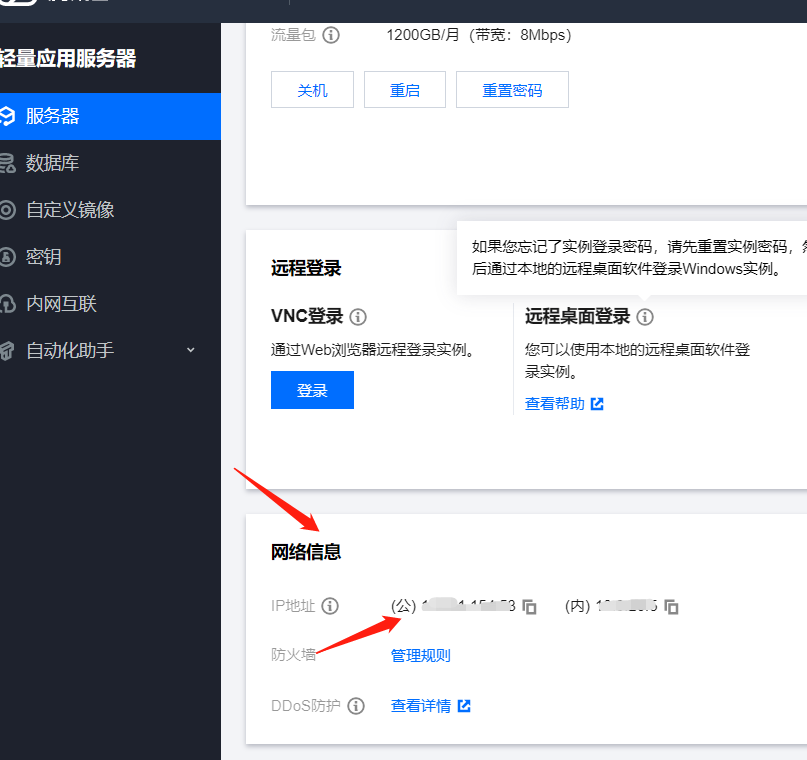 流量包 1200GB/月（带宽：8Mbps）
轻量应用服务器
关机 重启 重置密码
服务器
数据库
自定义镜像
密钥
内网互联
自动化助手
如果您忘记了实例登录密码，请先重置实例密码，然
后通过本地的远程桌面软件登录Windows实例。
远程登录
VNC登录
通过Web浏览器远程登录实例。
登录
远程桌面登录
您可以使用本地的远程桌面软件登
录实例。
查看帮助
网络信息
IP地址 (公) (内)
防火墙 管理规则
DDoS防护 查看详情